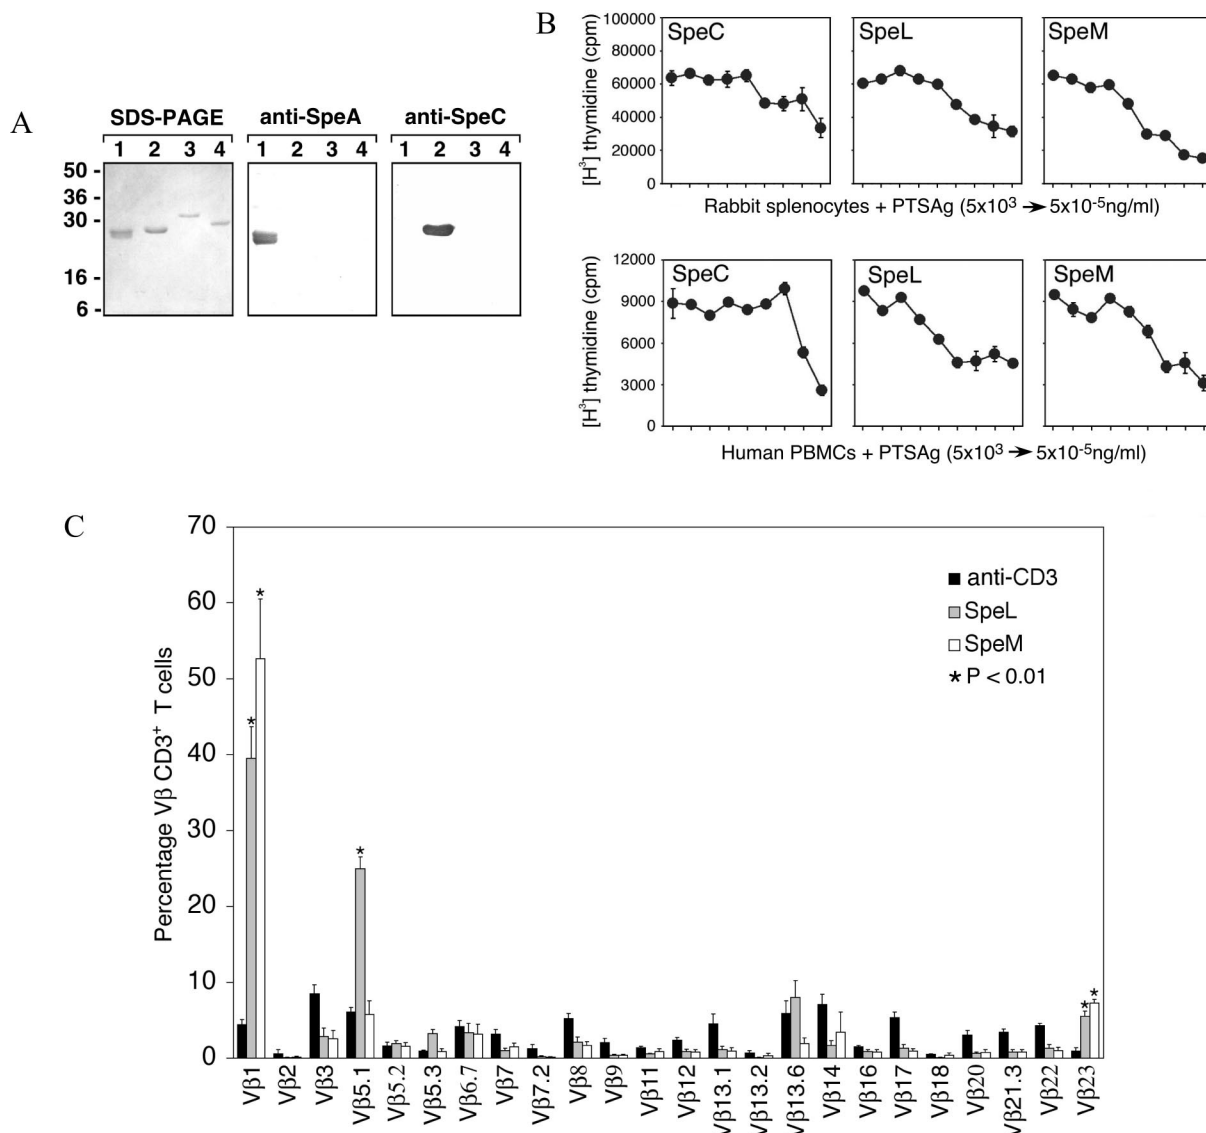 A
SDS-PAGE anti-SpeA anti-SpeC
1 2 3 4 1 2 3 4 1 2 3 4
50 -
36 -
30 -
16 -
6 -
B
[H³] thymidine (cpm)
100000
80000
60000
40000
20000
0
SpeC SpeL SpeM
Rabbit splenocytes + PTSAg (5x10³ → 5x10⁻⁵ng/ml)
[H³] thymidine (cpm)
12000
9000
6000
3000
0
SpeC SpeL SpeM
Human PBMCs + PTSAg (5x10³ → 5x10⁻⁵ng/ml)
C
Percentage Vβ CD3⁺ T cells
70
60
50
40
30
20
10
0
* * * * *
anti-CD3
SpeL
SpeM
* P < 0.01
Vβ1 Vβ2 Vβ3 Vβ5.1 Vβ5.2 Vβ5.3 Vβ6.7 Vβ7 Vβ7.2 Vβ8 Vβ9 Vβ11 Vβ12 Vβ13.1 Vβ13.2 Vβ13.6 Vβ14 Vβ16 Vβ17 Vβ18 Vβ20 Vβ21.3 Vβ22 Vβ23